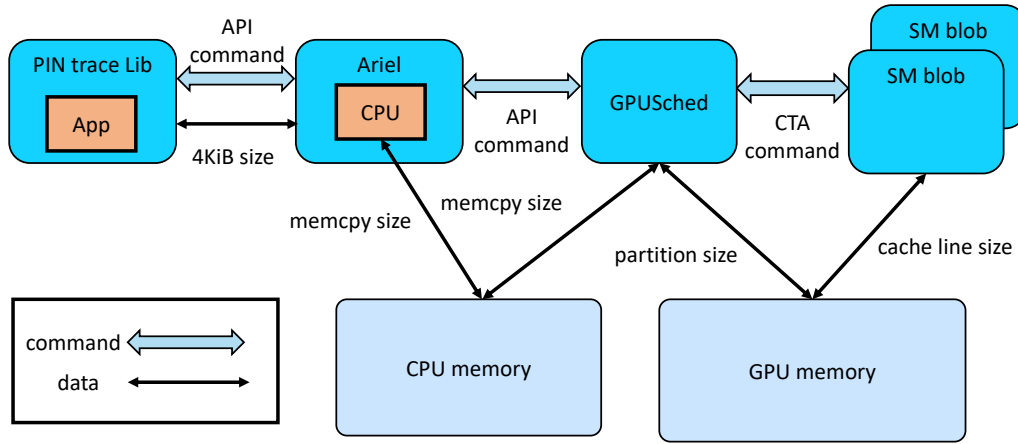 API
command
PIN trace Lib
App
4KiB size
Ariel
CPU
API
command
GPUSched
CTA
command
SM blob
SM blob
memcpy size
memcpy size
partition size
cache line size
command
data
CPU memory
GPU memory